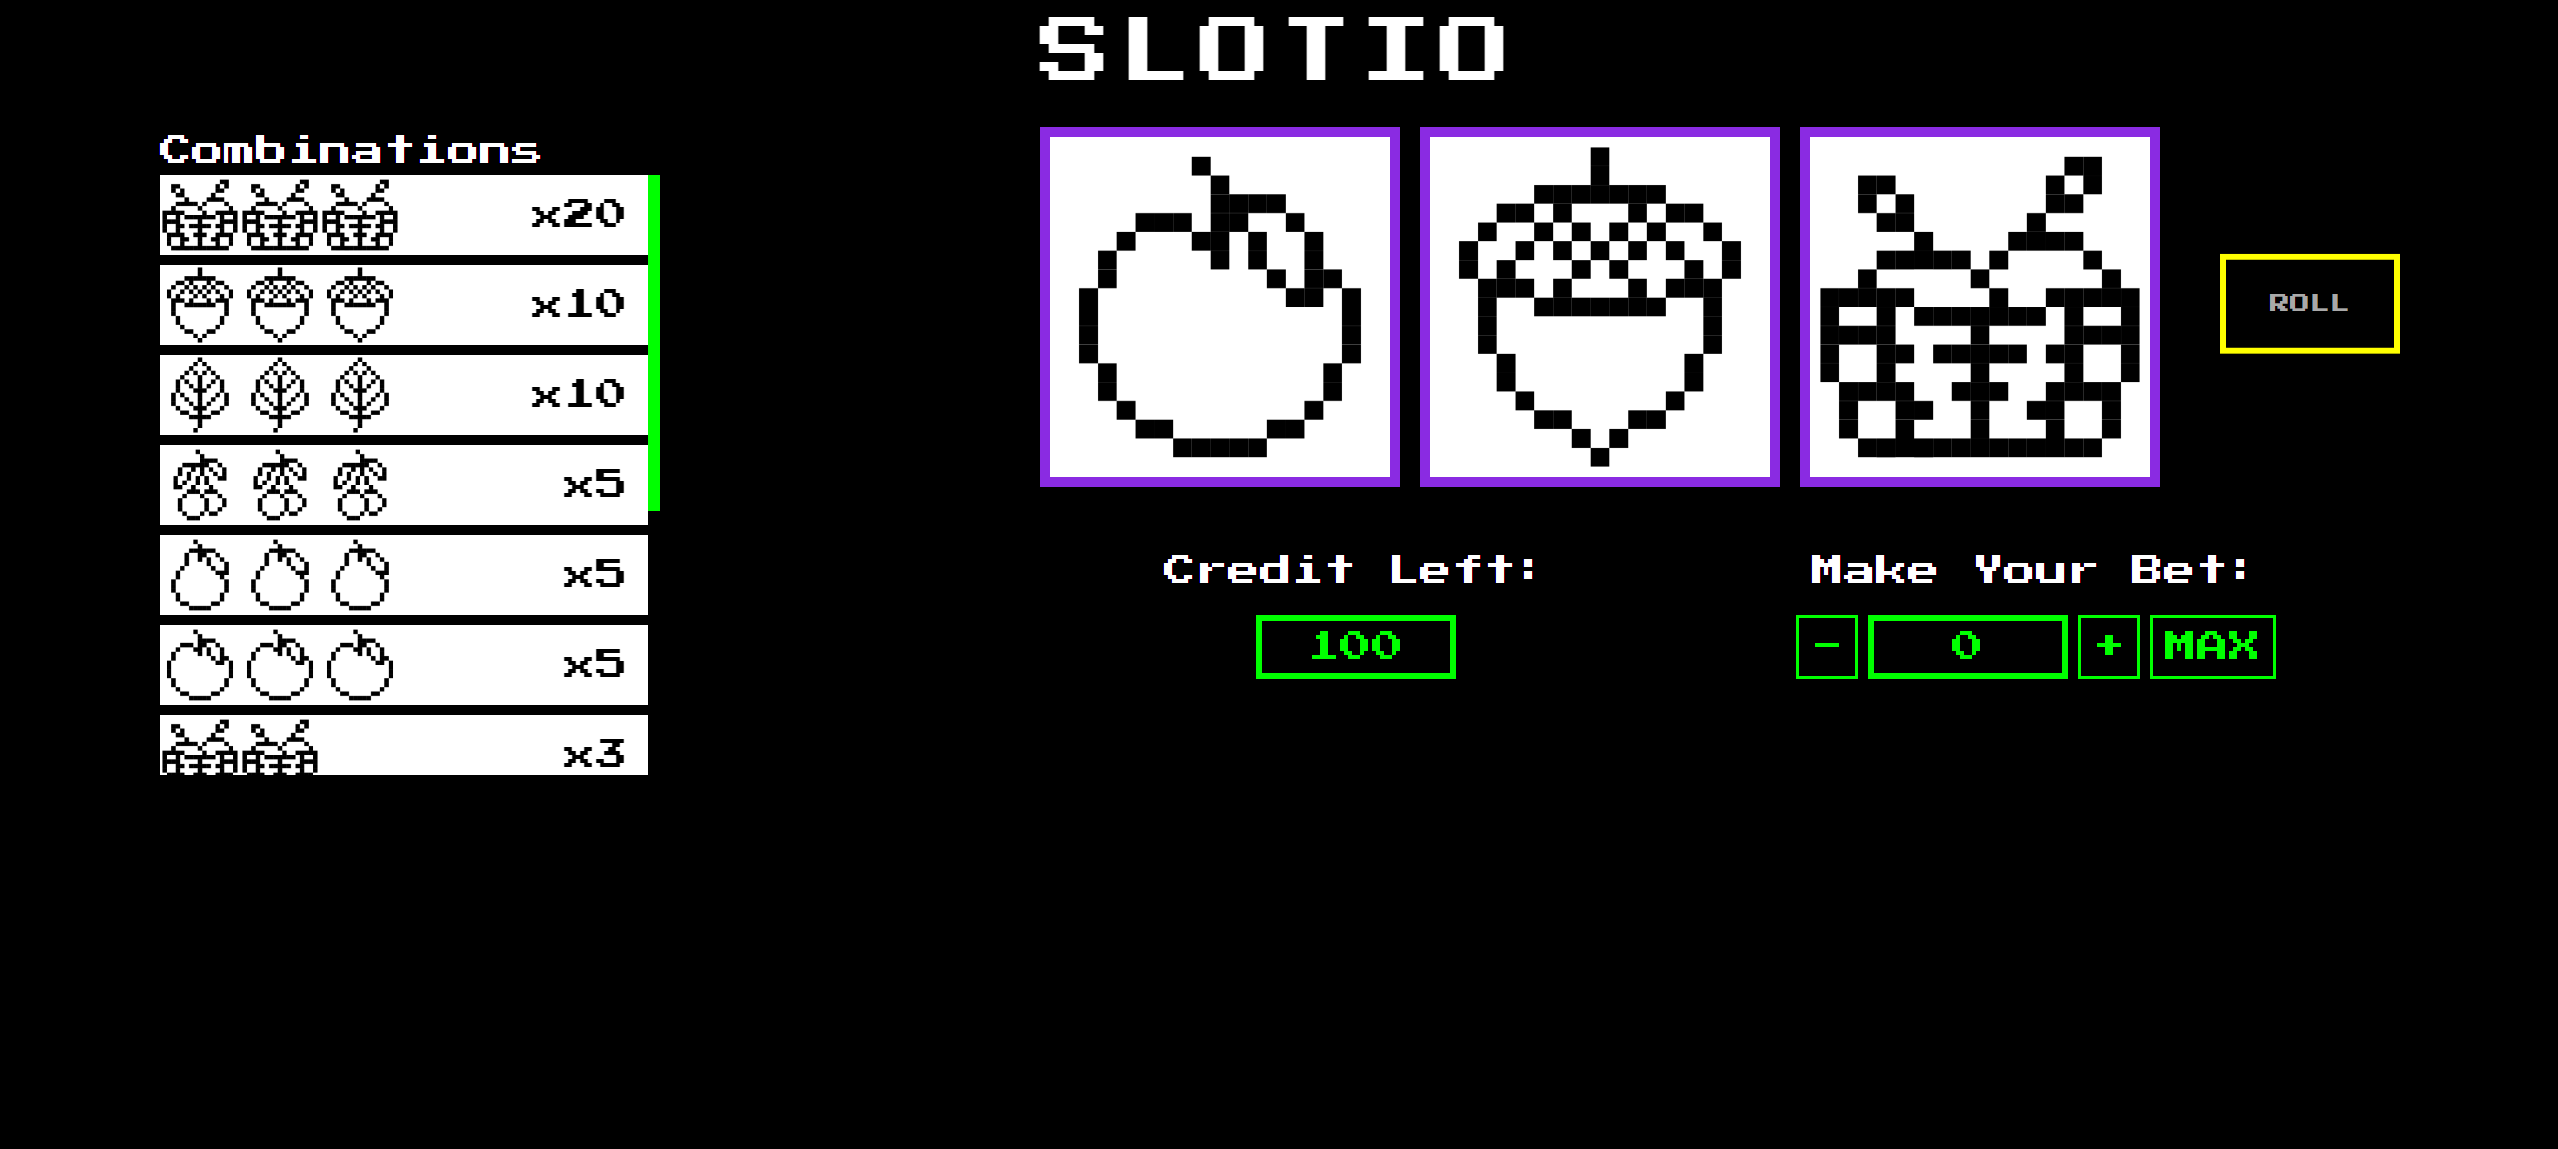 SLOTIO
Combinations
x20
x10
x10
x5
x5
x5
x3
ROLL
Credit Left:
100
Make Your Bet:
- 0 + MAX